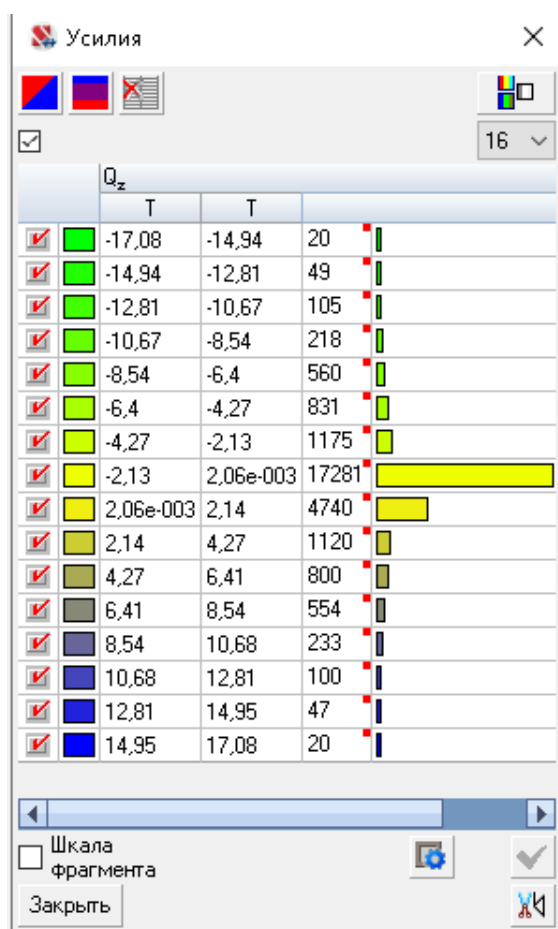 Усилия
16
Qz
Т Т
-17,08 -14,94 20
-14,94 -12,81 49
-12,81 -10,67 105
-10,67 -8,54 218
-8,54 -6,4 560
-6,4 -4,27 831
-4,27 -2,13 1175
-2,13 2,06e-003 17281
2,06e-003 2,14 4740
2,14 4,27 1120
4,27 6,41 800
6,41 8,54 554
8,54 10,68 233
10,68 12,81 100
12,81 14,95 47
14,95 17,08 20
Шкала
фрагмента
Закрыть